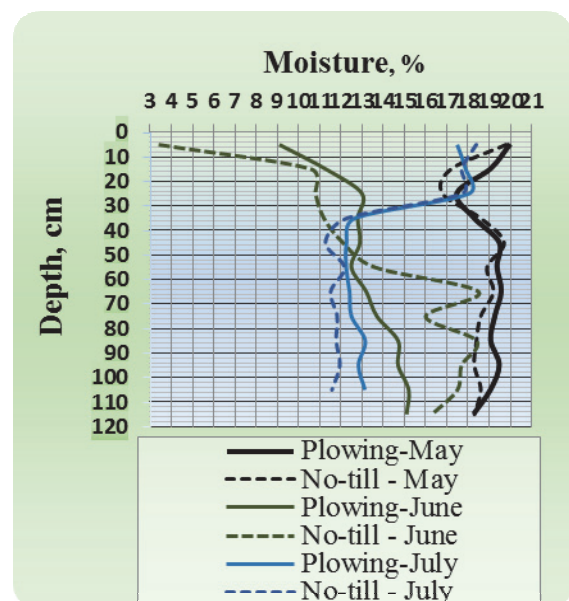 Moisture, %
3 4 5 6 7 8 9 10 11 12 13 14 15 16 17 18 19 20 21
Depth, cm
0
10
20
30
40
50
60
70
80
90
100
110
120
Plowing-May
No-till - May
Plowing-June
No-till - June
Plowing-July
No-till - July